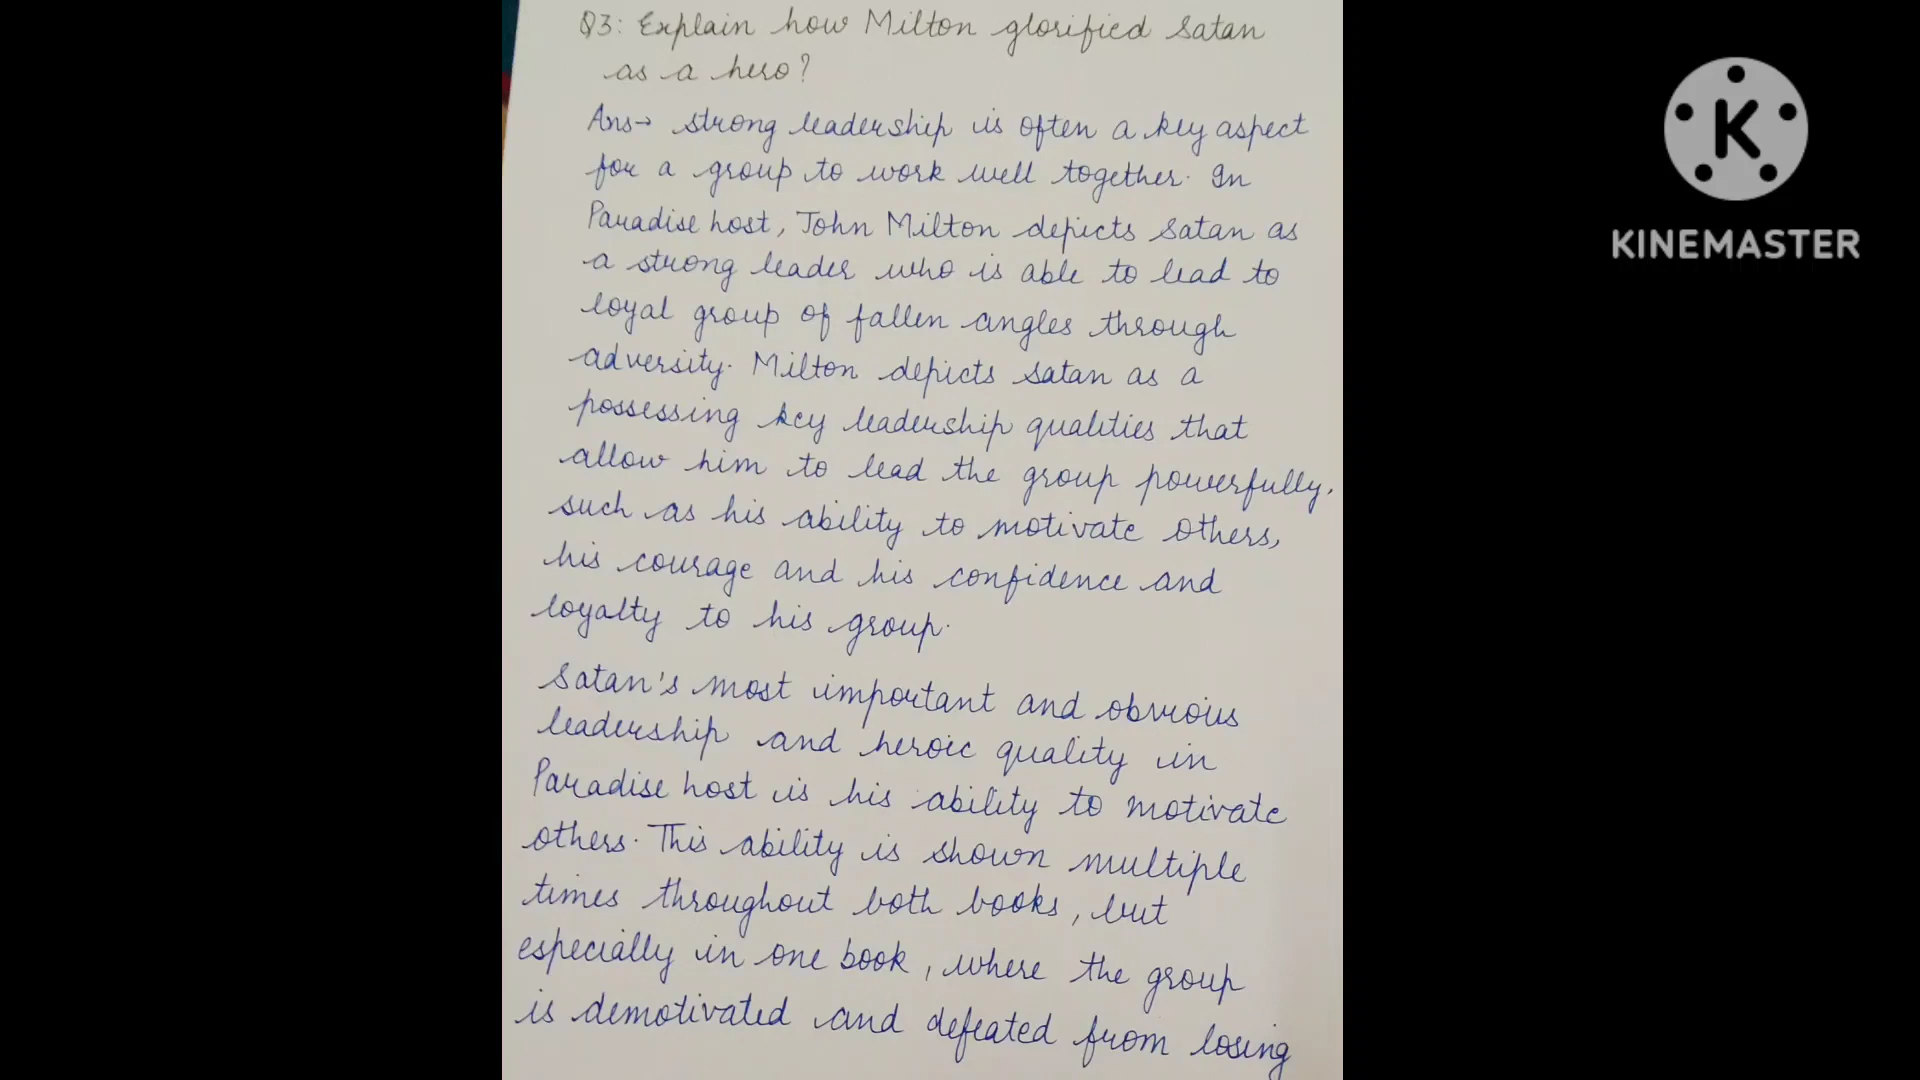 Q3: Explain how Milton glorified Satan
as a hero?
Ans→ strong leadership is often a key aspect
for a group to work well together. In
Paradise host, John Milton depicts Satan as
a strong leader who is able to lead to
loyal group of fallen angles through
adversity. Milton depicts satan as a
possessing key leadership qualities that
allow him to lead the group powerfully,
such as his ability to motivate others,
his courage and his confidence and
loyalty to his group.
Satan's most important and obvious
leadership and heroic quality in
Paradise host is his ability to motivate
others. This ability is shown multiple
times throughout both books, but
especially in one book, where the group
is demotivated and defeated from losing
K
KINEMASTER